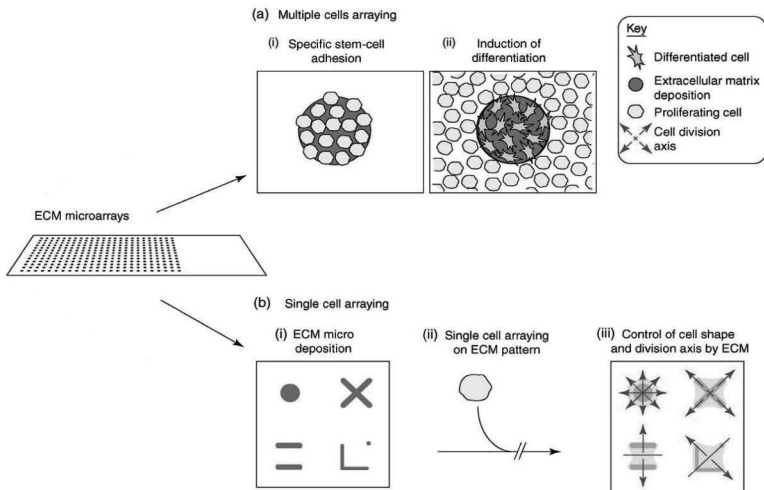 (a) Multiple cells arraying
(i) Specific stem-cell
adhesion
(ii) Induction of
differentiation
Key
Differentiated cell
Extracellular matrix
deposition
Proliferating cell
Cell division
axis
ECM microarrays
(b) Single cell arraying
(i) ECM micro
deposition
(ii) Single cell arraying
on ECM pattern
(iii) Control of cell shape
and division axis by ECM